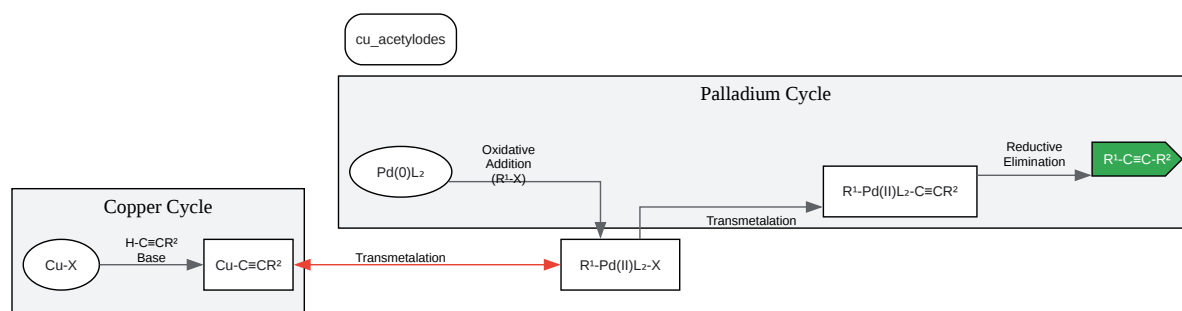 cu_acetylodes
Palladium Cycle
Oxidative
Addition
(R¹-X)
Pd(0)L₂
Reductive
Elimination
R¹-C≡C-R²
R¹-Pd(II)L₂-C≡CR²
Transmetalation
Copper Cycle
H-C≡CR²
Base
Cu-X
Cu-C≡CR²
Transmetalation
R¹-Pd(II)L₂-X